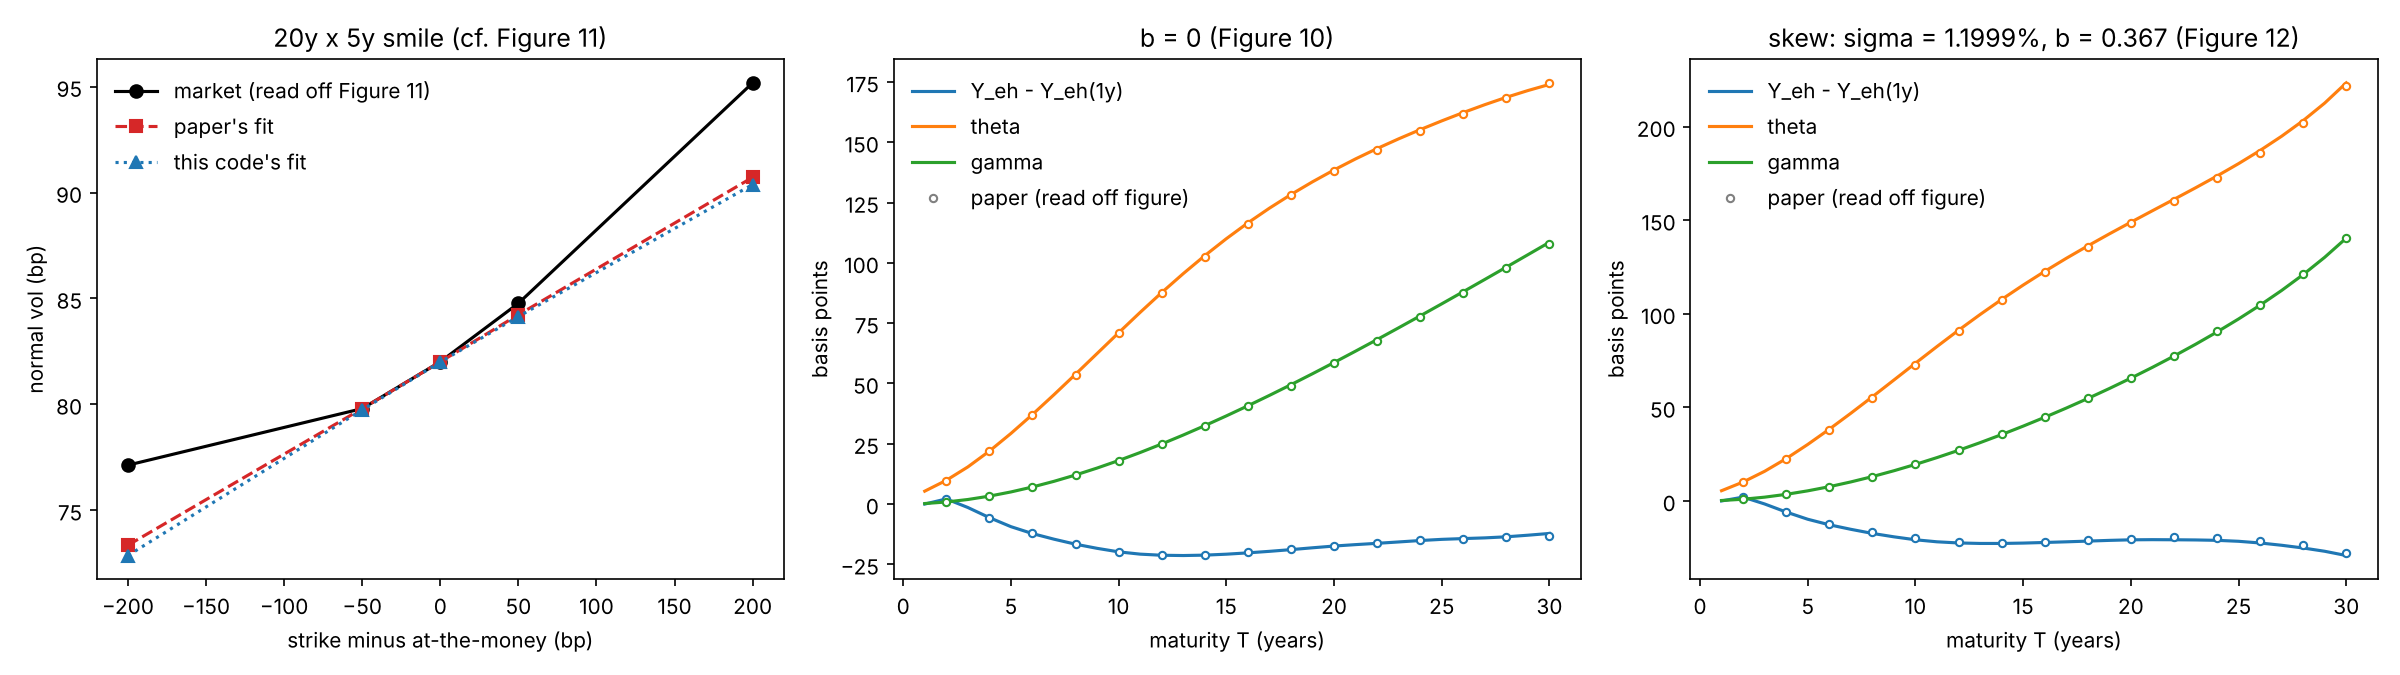 20y x 5y smile (cf. Figure 11)
market (read off Figure 11)
paper's fit
this code's fit
normal vol (bp)
95
90
85
80
75
−200
−150
−100
−50
0
50
100
150
200
strike minus at-the-money (bp)
b = 0 (Figure 10)
Y_eh - Y_eh(1y)
theta
gamma
paper (read off figure)
basis points
175
150
125
100
75
50
25
0
−25
0
5
10
15
20
25
30
maturity T (years)
skew: sigma = 1.1999%, b = 0.367 (Figure 12)
Y_eh - Y_eh(1y)
theta
gamma
paper (read off figure)
basis points
200
150
100
50
0
0
5
10
15
20
25
30
maturity T (years)